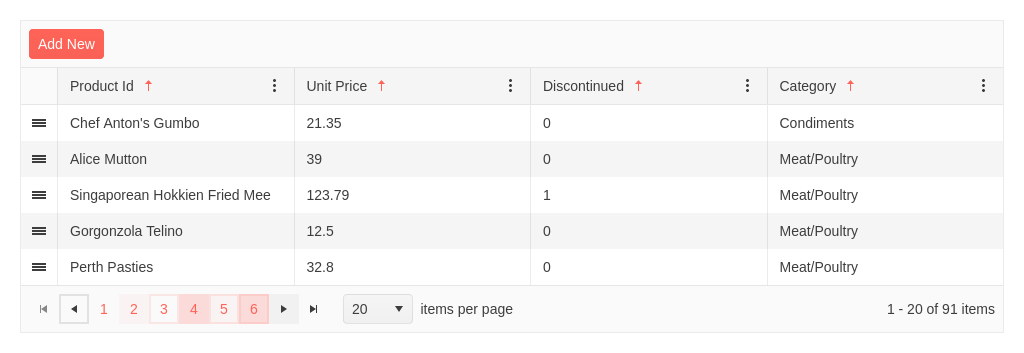 Add New
Product Id Unit Price Discontinued Category
Chef Anton's Gumbo 21.35 0 Condiments
Alice Mutton 39 0 Meat/Poultry
Singaporean Hokkien Fried Mee 123.79 1 Meat/Poultry
Gorgonzola Telino 12.5 0 Meat/Poultry
Perth Pasties 32.8 0 Meat/Poultry
1 2 3 4 5 6 20 items per page 1 - 20 of 91 items